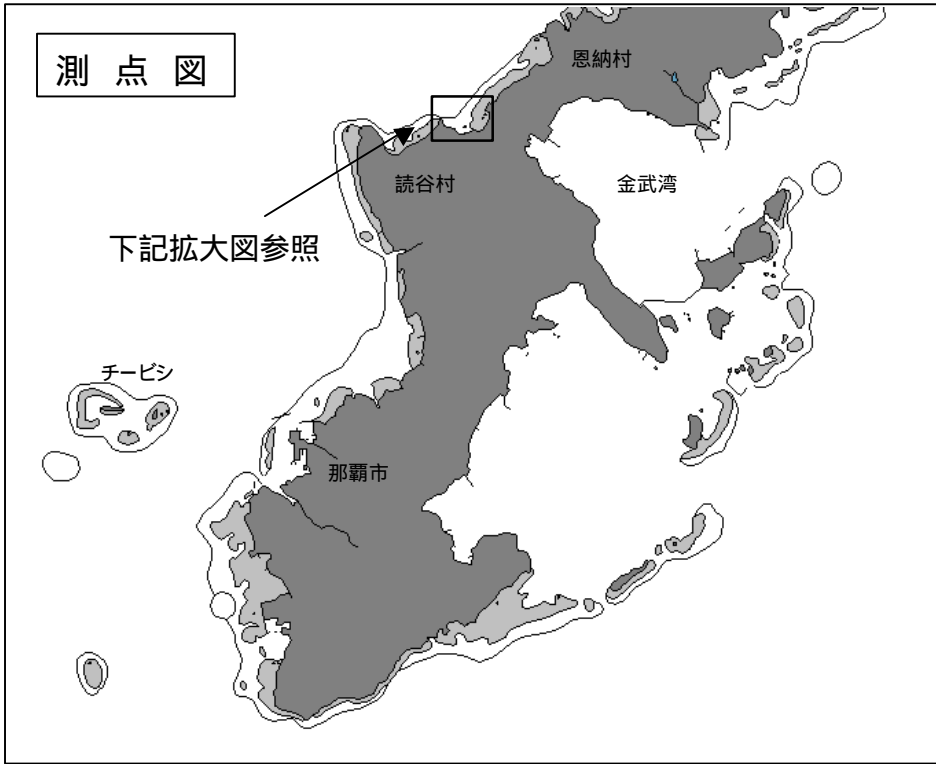 測 点 図
恩納村
読谷村
金武湾
下記拡大図参照
チービシ
那覇市